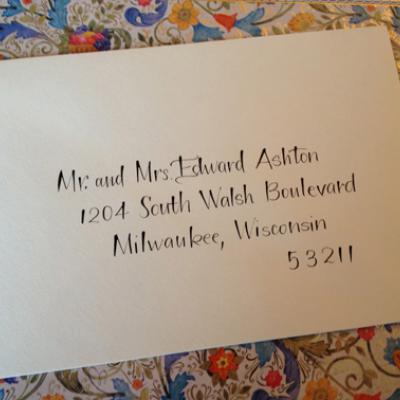 Mr. and Mrs. Edward Ashton
1204 South Walsh Boulevard
Milwaukee, Wisconsin
53211